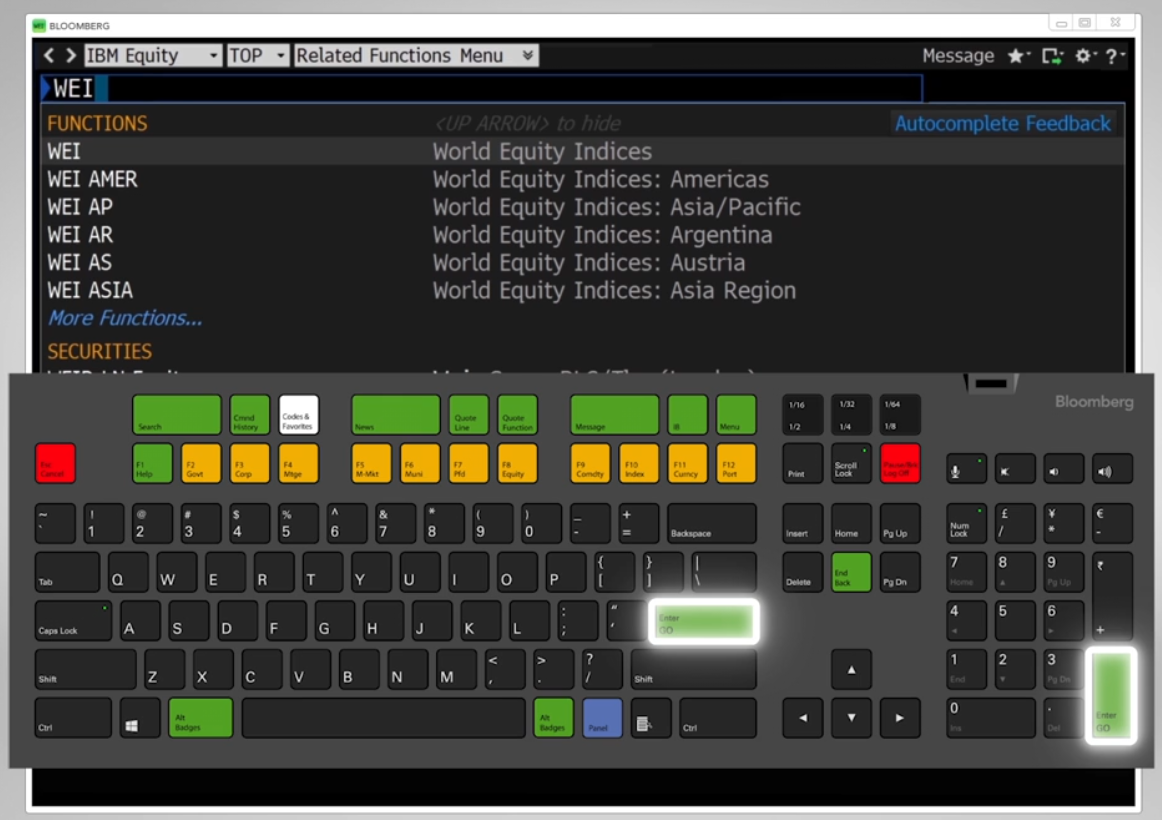 BLOOMBERG
IBM Equity TOP Related Functions Menu Message ?
WEI
FUNCTIONS <UP ARROW> to hide Autocomplete Feedback
WEI World Equity Indices
WEI AMER World Equity Indices: Americas
WEI AP World Equity Indices: Asia/Pacific
WEI AR World Equity Indices: Argentina
WEI AS World Equity Indices: Austria
WEI ASIA World Equity Indices: Asia Region
More Functions...
SECURITIES
Bloomberg
Search Cmnd History Codes & Favorites News Quote Line Quote Function Message IB Menu 1/16 1/2 1/32 1/4 1/64 1/8
Esc Cancel F1 Help F2 Govt F3 Corp F4 Mtge F5 M-Mkt F6 Muni F7 Pfd F8 Equity F9 Comdty F10 Index F11 Curncy F12 Port Print Scroll Lock Pause/Brk Log Off
~ ` ! 1 @ 2 # 3 $ 4 % 5 ^ 6 & 7 * 8 ( 9 ) 0 _ - + = Backspace Insert Home Pg Up Num Lock £ / ¥ * € -
Tab Q W E R T Y U I O P { [ } ] | \ Delete End Back Pg Dn 7 Home 8 9 Pg Up ₹ +
Caps Lock A S D F G H J K L : ; " ' Enter GO 4 5 6
Shift Z X C V B N M < , > . ? / Shift 1 End 2 3 Pg Dn Enter GO
Ctrl Alt Badges Alt Badges Panel Ctrl 0 Ins . Del